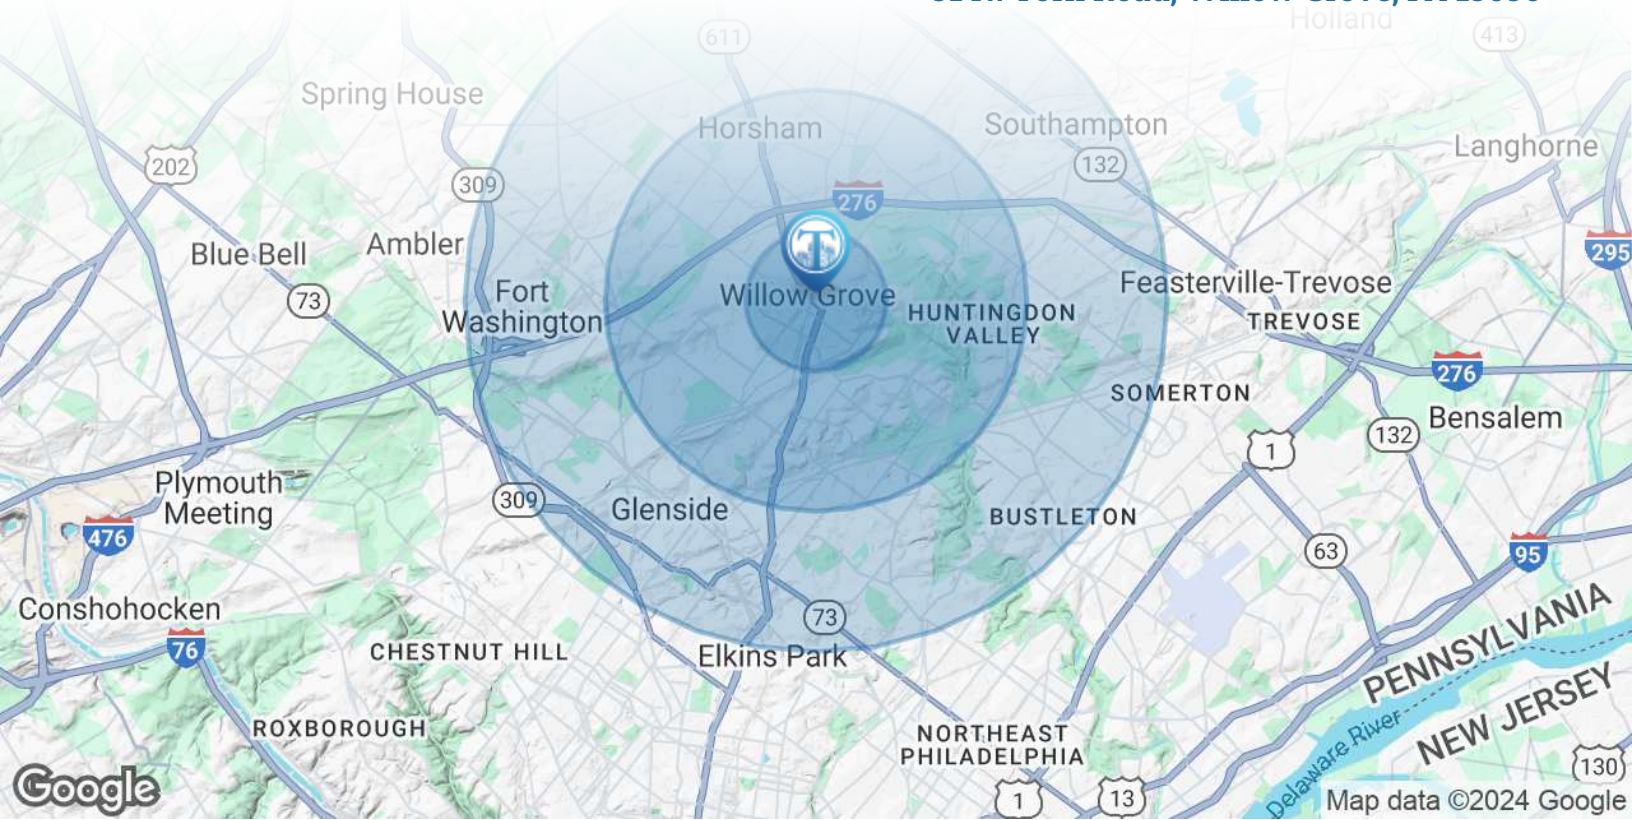 Holland
611
413
Spring House
Horsham
Southampton
Langhorne
202
132
309
276
T
295
Blue Bell
Ambler
Feasterville-Trevose
Fort
Washington
Willow Grove
73
HUNTINGDON
VALLEY
TREVOSE
276
SOMERTON
Bensalem
132
1
Plymouth
Meeting
309
Glenside
BUSTLETON
476
63
95
Conshohocken
73
76
CHESTNUT HILL
Elkins Park
PENNSYLVANIA
NEW JERSEY
ROXBOROUGH
NORTHEAST
PHILADELPHIA
Delaware River
130
Google
1
13
Map data ©2024 Google